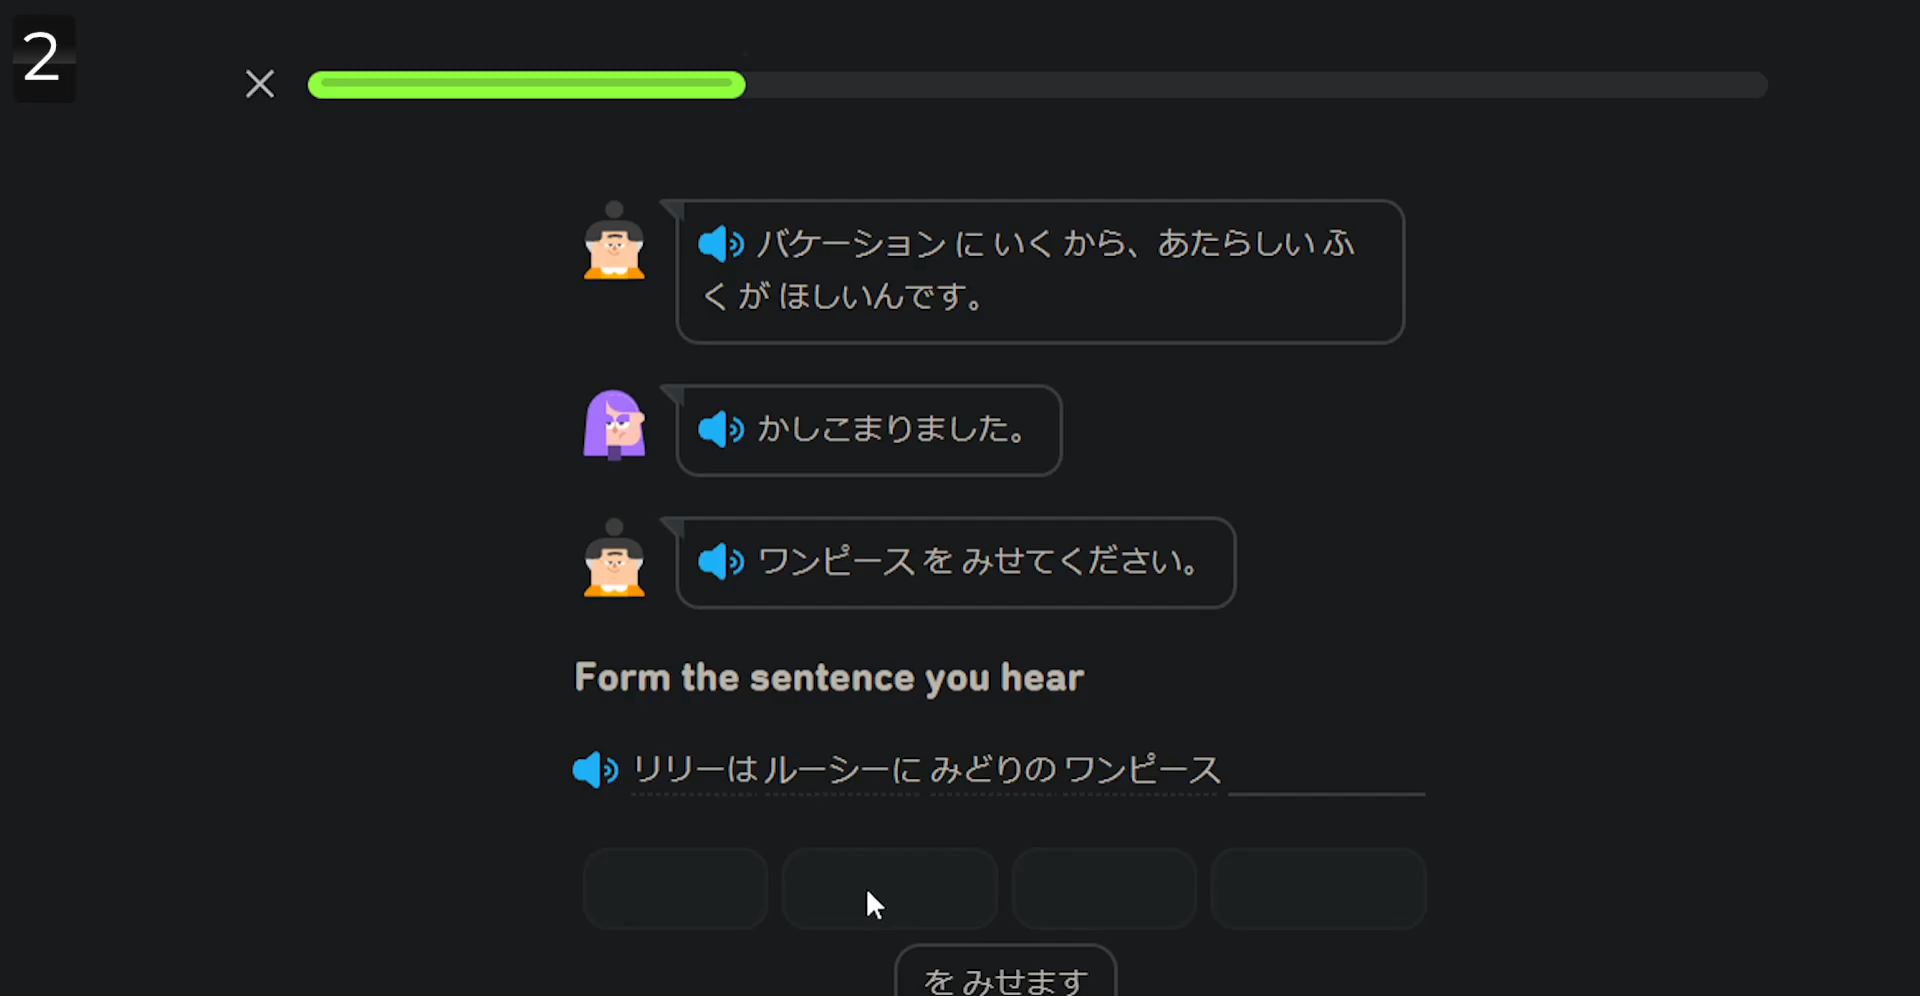 2
バケーション に いく から、あたらしい ふ
く が ほしいんです。
かしこまりました。
ワンピース を みせてください。
Form the sentence you hear
リリーは ルーシーに みどりの ワンピース
を みせます